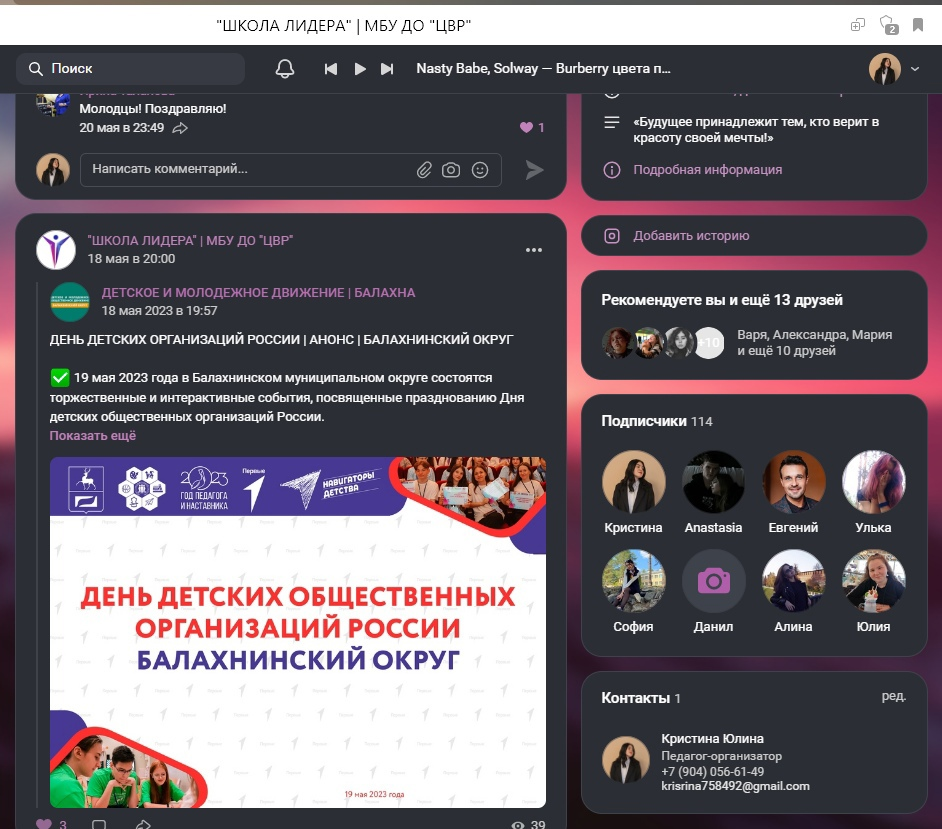 "ШКОЛА ЛИДЕРА" | МБУ ДО "ЦВР"
2
Поиск
Nasty Babe, Solway — Burberry цвета п...
Молодцы! Поздравляю!
20 мая в 23:49
1
Написать комментарий...
"ШКОЛА ЛИДЕРА" | МБУ ДО "ЦВР"
18 мая в 20:00
ДЕТСКОЕ И МОЛОДЕЖНОЕ ДВИЖЕНИЕ | БАЛАХНА
18 мая 2023 в 19:57
ДЕНЬ ДЕТСКИХ ОРГАНИЗАЦИЙ РОССИИ | АНОНС | БАЛАХНИНСКИЙ ОКРУГ
✅ 19 мая 2023 года в Балахнинском муниципальном округе состоятся
торжественные и интерактивные события, посвященные празднованию Дня
детских общественных организаций России.
Показать ещё
2023
ГОД ПЕДАГОГА
И НАСТАВНИКА
Первые
НАВИГАТОРЫ
ДЕТСТВА
ДЕНЬ ДЕТСКИХ ОБЩЕСТВЕННЫХ
ОРГАНИЗАЦИЙ РОССИИ
БАЛАХНИНСКИЙ ОКРУГ
19 мая 2023 года
3
39
«Будущее принадлежит тем, кто верит в
красоту своей мечты!»
Подробная информация
Добавить историю
Рекомендуете вы и ещё 13 друзей
+10
Варя, Александра, Мария
и ещё 10 друзей
Подписчики 114
Кристина
Anastasia
Евгений
Улька
София
Данил
Алина
Юлия
Контакты 1
ред.
Кристина Юлина
Педагог-организатор
+7 (904) 056-61-49
krisrina758492@gmail.com